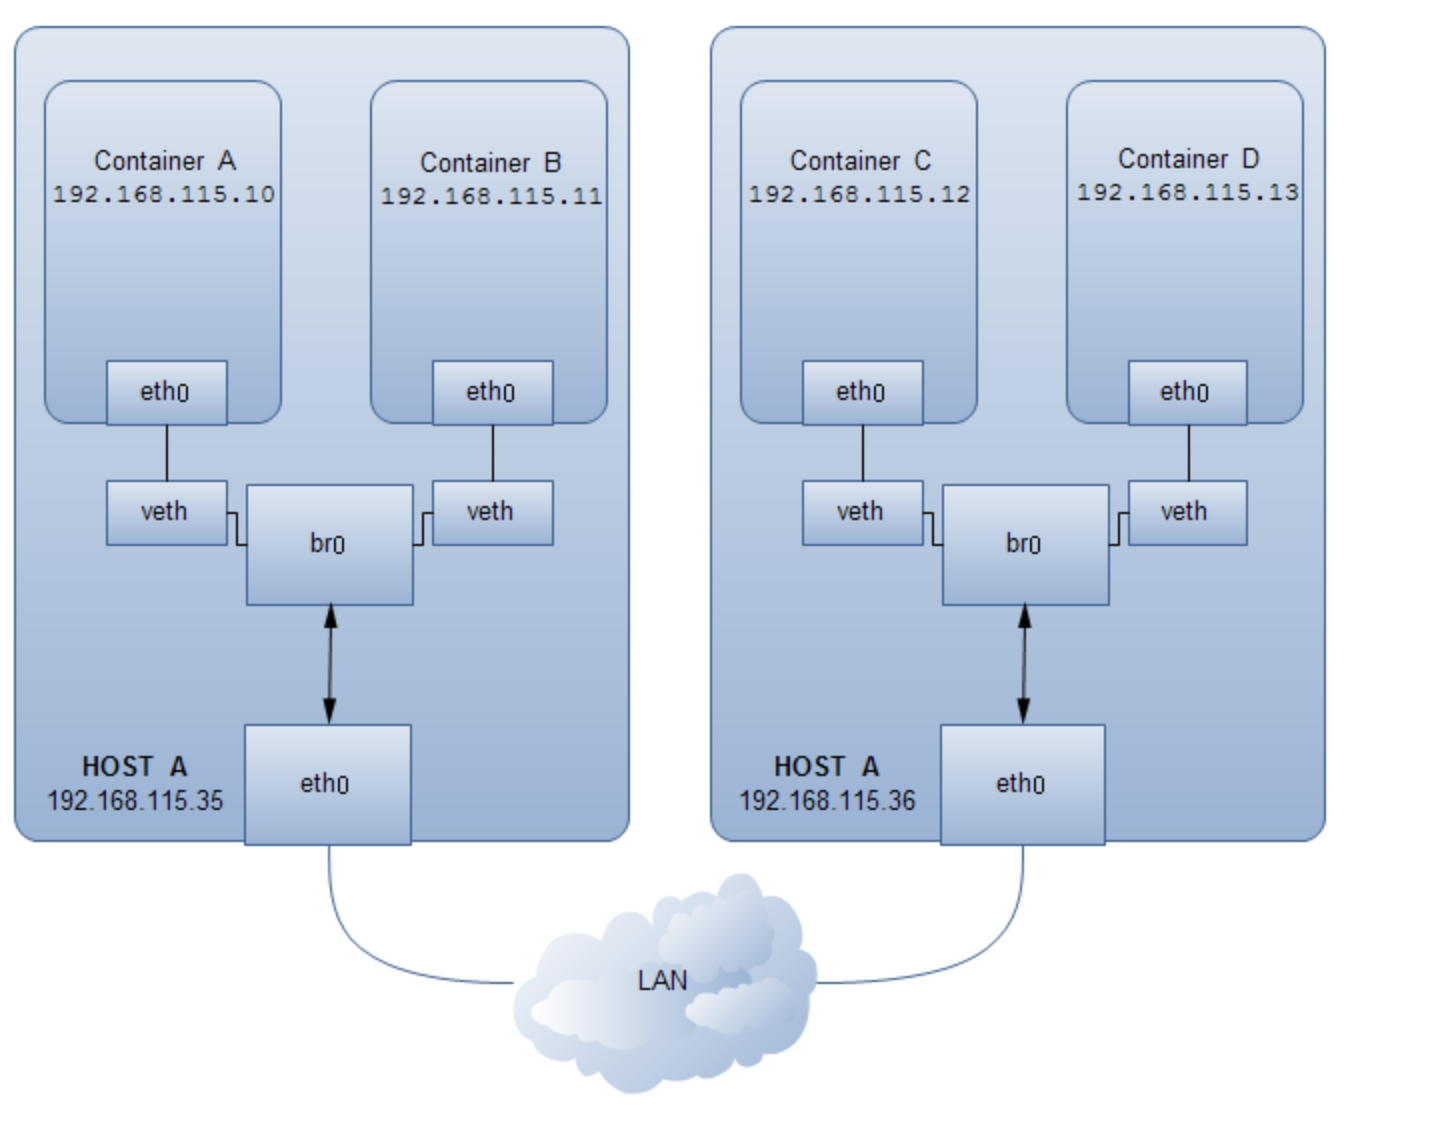 Container A
192.168.115.10
eth0
veth
Container B
192.168.115.11
eth0
veth
br0
eth0
HOST A
192.168.115.35
Container C
192.168.115.12
eth0
veth
Container D
192.168.115.13
eth0
veth
br0
eth0
HOST A
192.168.115.36
LAN